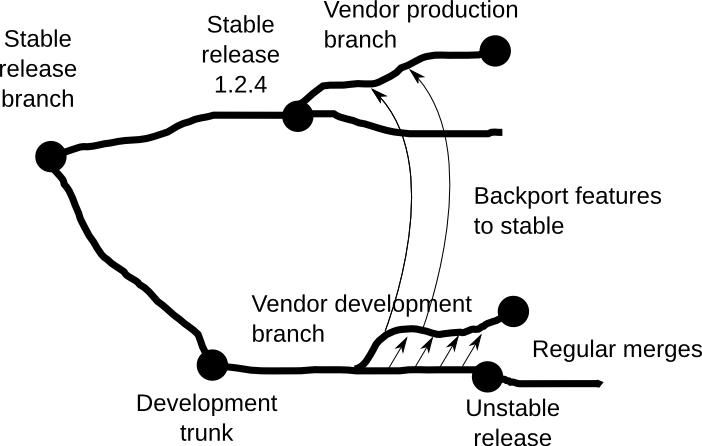 Vendor production
branch
Stable
release
1.2.4
Stable
release
branch
Backport features
to stable
Vendor development
branch
Regular merges
Development
trunk
Unstable
release